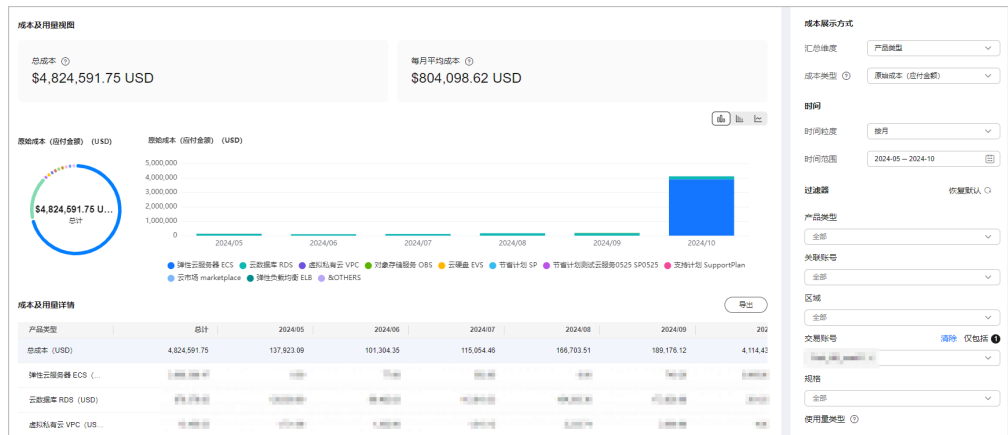 成本及用量视图
总成本
$4,824,591.75 USD
每月平均成本
$804,098.62 USD
原始成本（应付金额）（USD）
$4,824,591.75 U...
总计
原始成本（应付金额）（USD）
5,000,000
4,000,000
3,000,000
2,000,000
1,000,000
0
2024/05 2024/06 2024/07 2024/08 2024/09 2024/10
弹性云服务器 ECS 云数据库 RDS 虚拟私有云 VPC 对象存储服务 OBS 云硬盘 EVS 节省计划 SP 节省计划测试云服务0525 SP0525 支持计划 SupportPlan
云市场 marketplace 弹性负载均衡 ELB &OTHERS
成本及用量详情
导出
产品类型 总计 2024/05 2024/06 2024/07 2024/08 2024/09 202
总成本（USD） 4,824,591.75 137,923.09 101,304.35 115,054.46 166,703.51 189,176.12 4,114,43
弹性云服务器 ECS（...
云数据库 RDS（USD）
虚拟私有云 VPC（US...
成本展示方式
汇总维度 产品类型
成本类型 原始成本（应付金额）
时间
时间粒度 按月
时间范围 2024-05 -- 2024-10
过滤器 恢复默认
产品类型
全部
关联账号
全部
区域
全部
交易账号 清除 仅包括 1
规格
全部
使用量类型